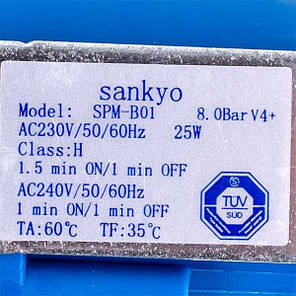 sankyo
Model: SPM-B01 8.0Bar V4+
AC230V/50/60Hz 25W
Class:H
1.5 min ON/1 min OFF
AC240V/50/60Hz
1 min ON/1 min OFF
TA:60℃ TF:35℃
TÜV
SÜD